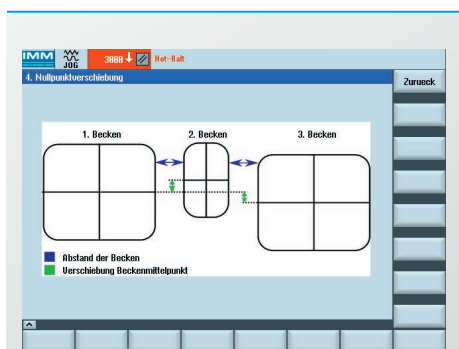 IMM
JOG
3000 ↓ Not-Halt
4. Nullpunktverschiebung
Zurueck
1. Becken 2. Becken 3. Becken
Abstand der Becken
Verschiebung Beckenmittelpunkt